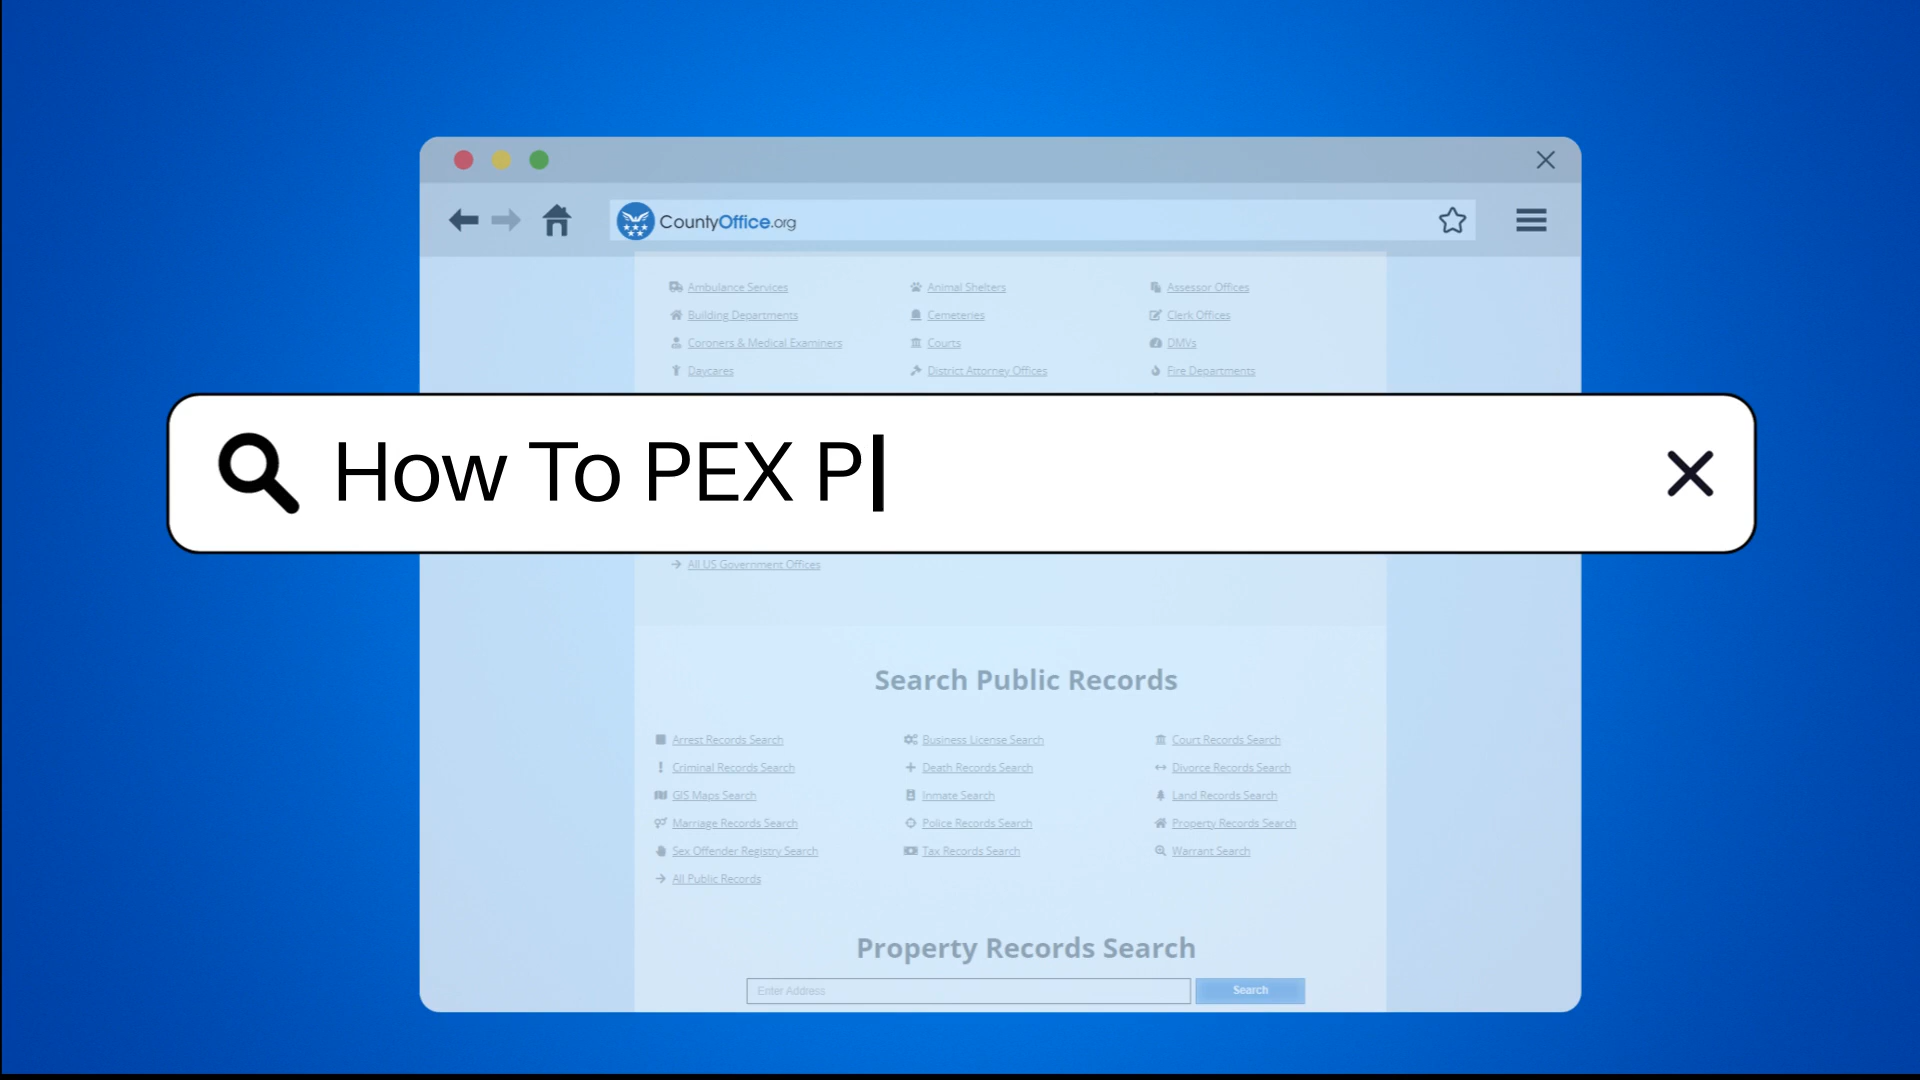 CountyOffice.org
Ambulance Services Animal Shelters Assessor Offices
Building Departments Cemeteries Clerk Offices
Coroners & Medical Examiners Courts DMVs
Daycares District Attorney Offices Fire Departments
How To PEX P
All US Government Offices
Search Public Records
Arrest Records Search Business License Search Court Records Search
Criminal Records Search Death Records Search Divorce Records Search
GIS Maps Search Inmate Search Land Records Search
Marriage Records Search Police Records Search Property Records Search
Sex Offender Registry Search Tax Records Search Warrant Search
All Public Records
Property Records Search
Enter Address Search